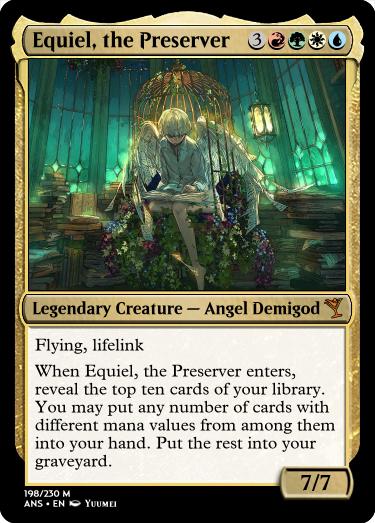 Equiel, the Preserver 3
Legendary Creature — Angel Demigod
Flying, lifelink
When Equiel, the Preserver enters,
reveal the top ten cards of your library.
You may put any number of cards with
different mana values from among them
into your hand. Put the rest into your
graveyard.
7/7
198/230 M
ANS • EN Yuumei